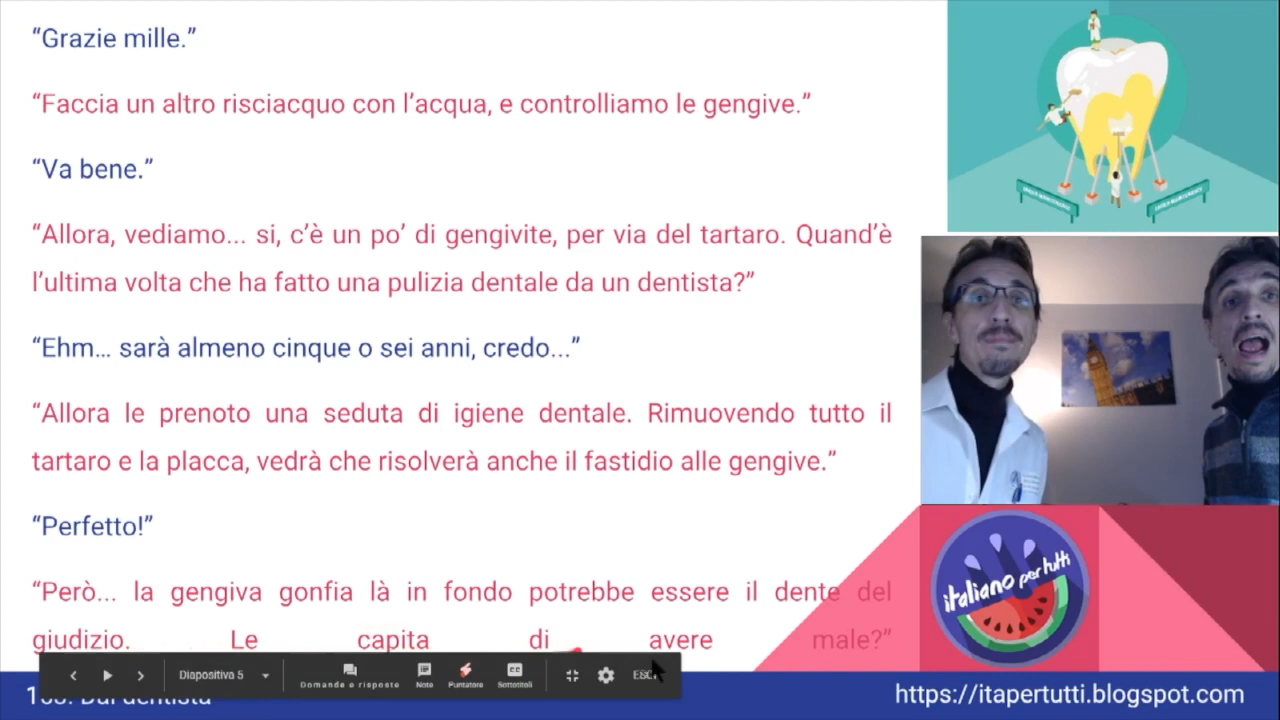 “Grazie mille.”
“Faccia un altro risciacquo con l’acqua, e controlliamo le gengive.”
“Va bene.”
“Allora, vediamo... si, c’è un po’ di gengivite, per via del tartaro. Quand’è
l’ultima volta che ha fatto una pulizia dentale da un dentista?”
“Ehm… sarà almeno cinque o sei anni, credo...”
“Allora le prenoto una seduta di igiene dentale. Rimuovendo tutto il
tartaro e la placca, vedrà che risolverà anche il fastidio alle gengive.”
“Perfetto!”
“Però... la gengiva gonfia là in fondo potrebbe essere il dente del
giudizio. Le capita di avere male?”
italiano per tutti
Diapositiva 5
Domande e risposte
Note
Puntatore
Sottotitoli
dentista
https://itapertutti.blogspot.com